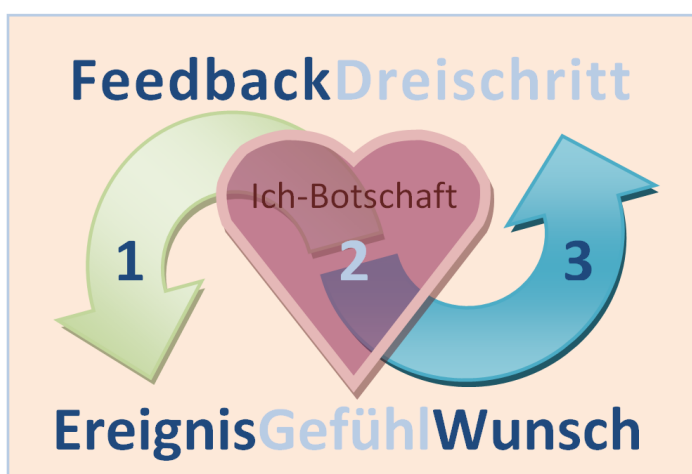 FeedbackDreischritt
Ich-Botschaft
1 2 3
EreignisGefühlWunsch